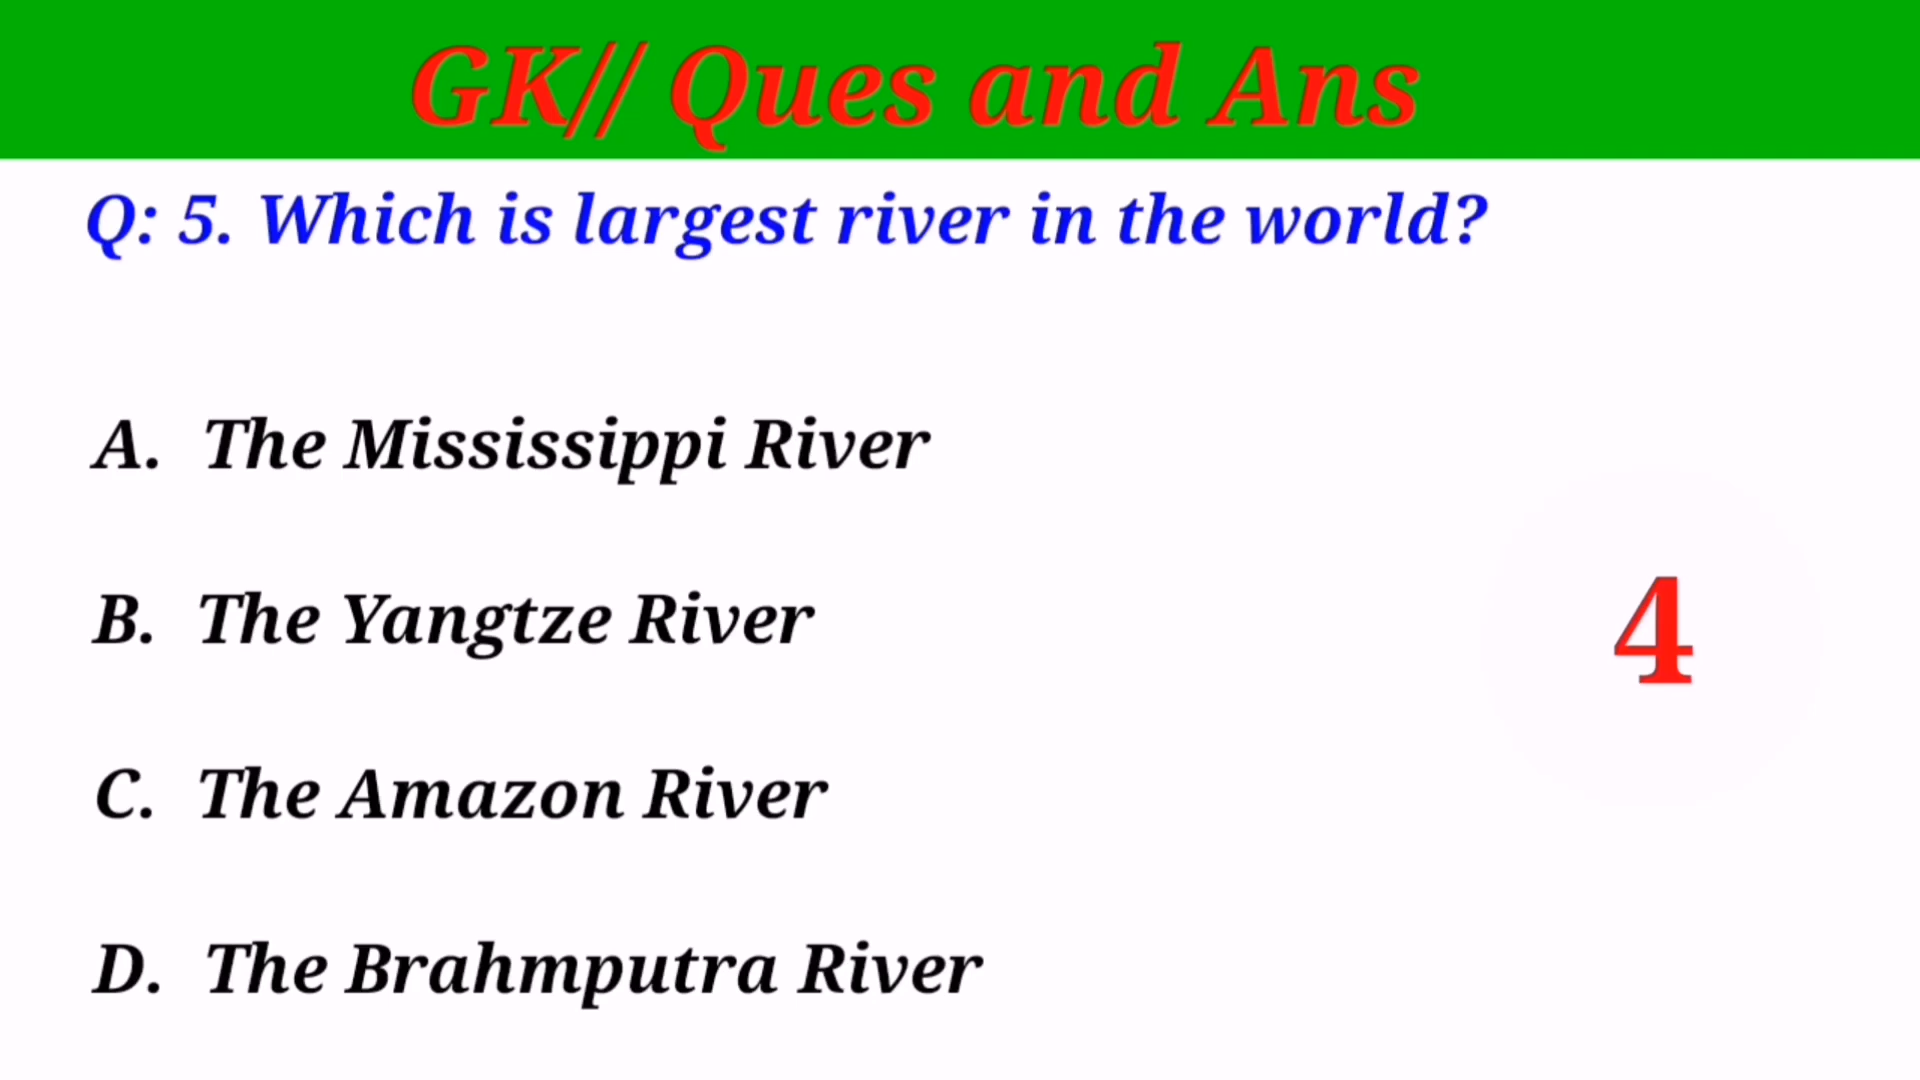 GK// Ques and Ans
Q: 5. Which is largest river in the world?
A. The Mississippi River
B. The Yangtze River
4
C. The Amazon River
D. The Brahmputra River